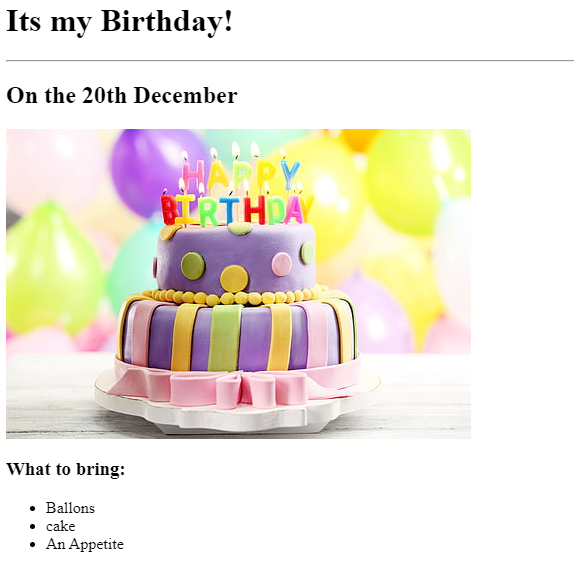 Its my Birthday!
On the 20th December
HAPPY
BIRTHDAY
What to bring:
Ballons
cake
An Appetite